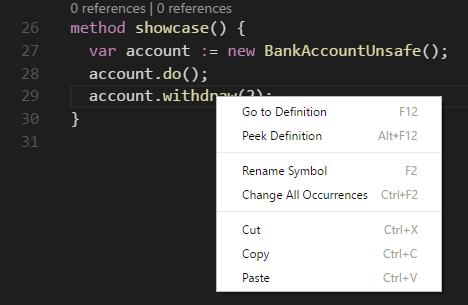 0 references | 0 references
26 method showcase() {
27 var account := new BankAccountUnsafe();
28 account.do();
29 account.withdraw(2);
30 }
31
Go to Definition F12
Peek Definition Alt+F12
Rename Symbol F2
Change All Occurrences Ctrl+F2
Cut Ctrl+X
Copy Ctrl+C
Paste Ctrl+V